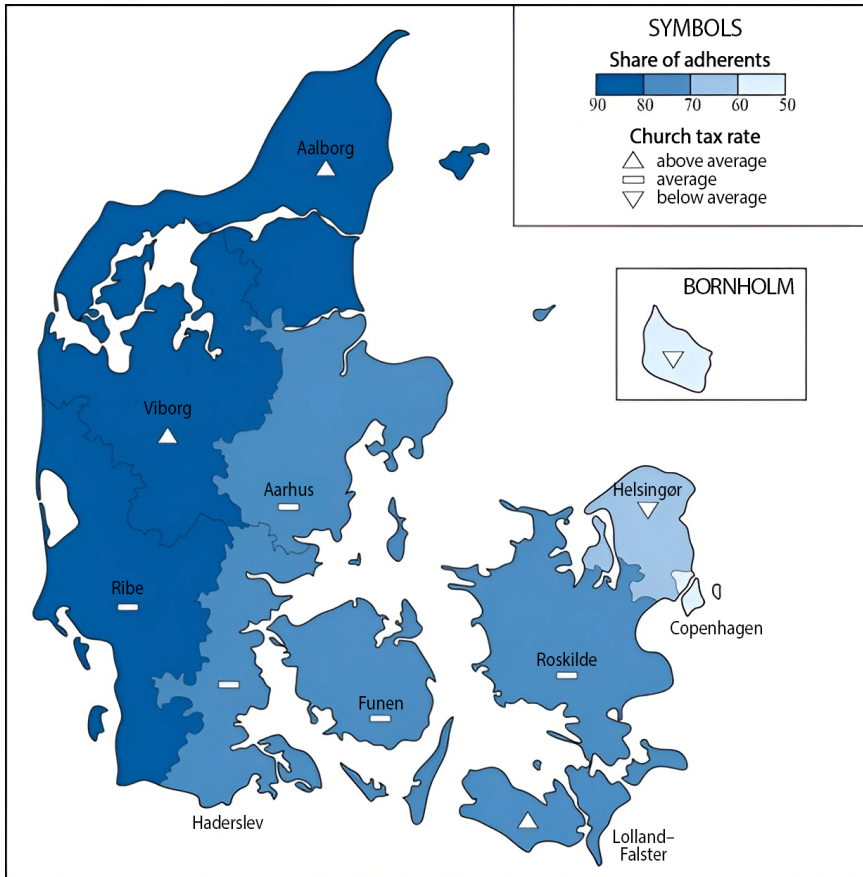 SYMBOLS
Share of adherents
90 80 70 60 50
Church tax rate
above average
average
below average
Aalborg
BORNHOLM
Viborg
Aarhus
Helsingør
Ribe
Copenhagen
Roskilde
Funen
Haderslev
Lolland–
Falster